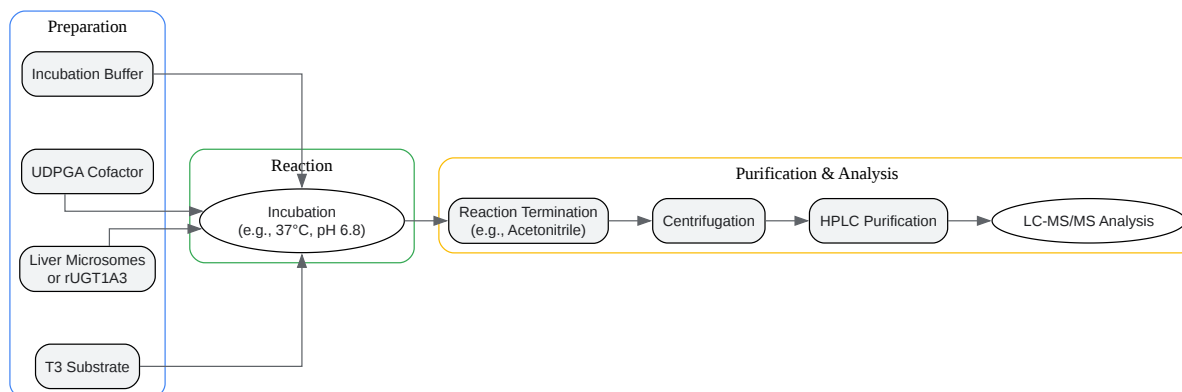 Preparation
Incubation Buffer
UDPGA Cofactor
Liver Microsomes
or rUGT1A3
T3 Substrate
Reaction
Incubation
(e.g., 37°C, pH 6.8)
Purification & Analysis
Reaction Termination
(e.g., Acetonitrile)
Centrifugation
HPLC Purification
LC-MS/MS Analysis